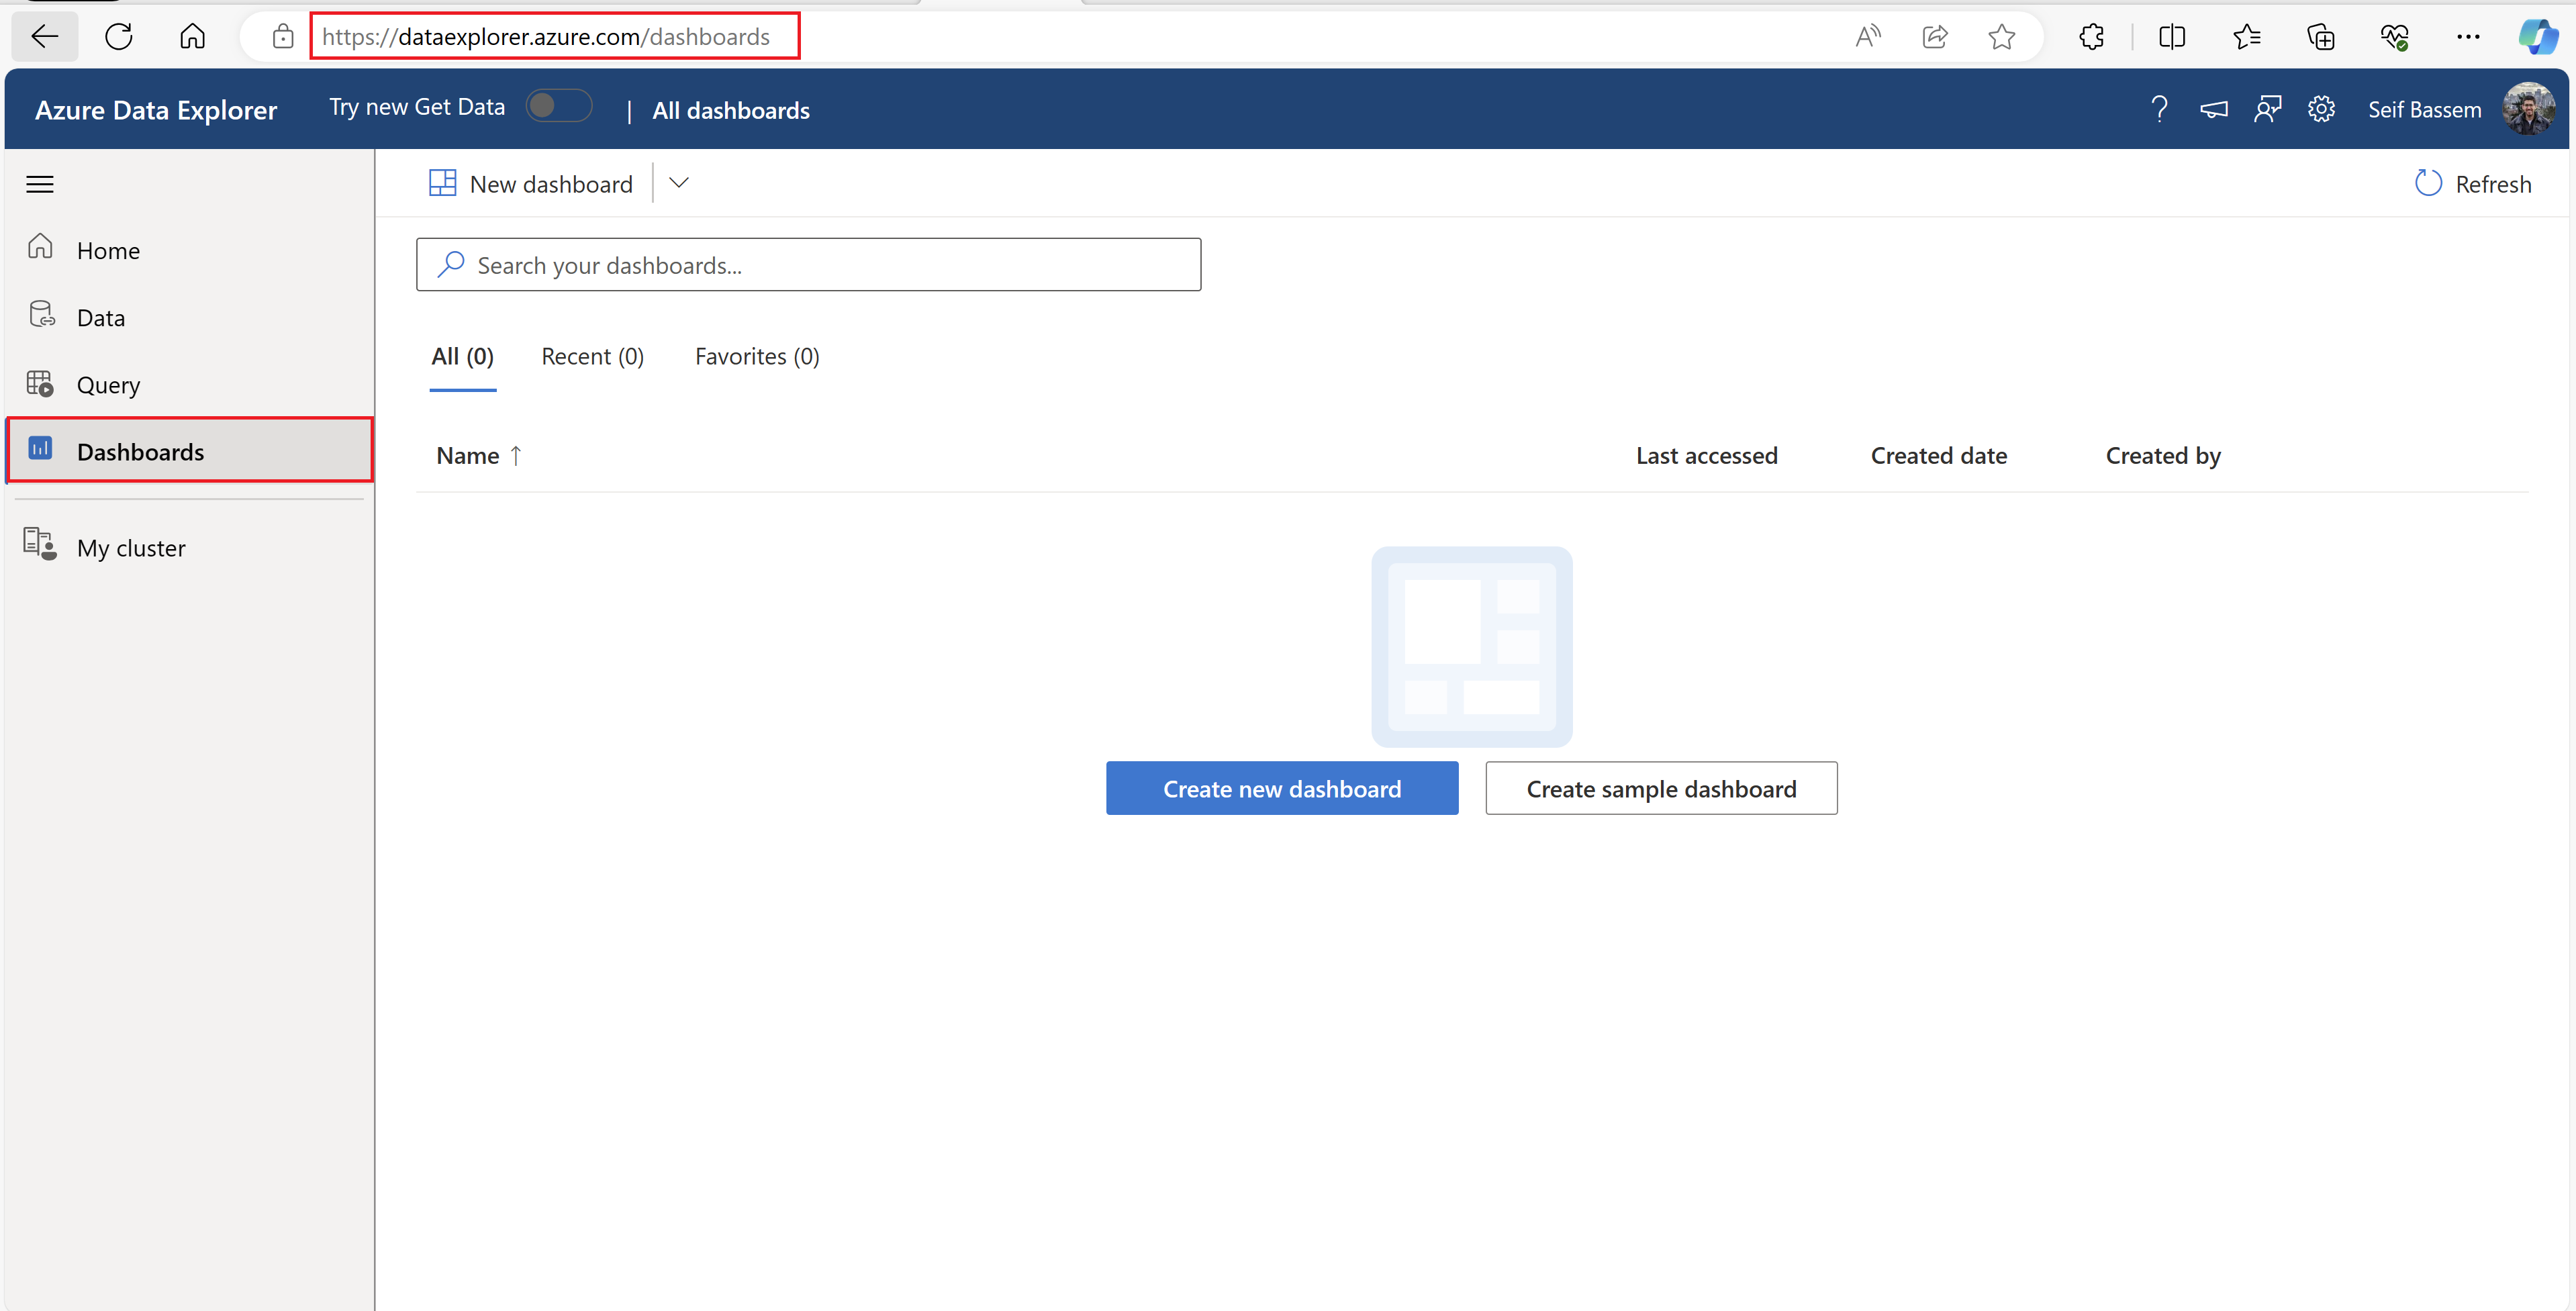 https://dataexplorer.azure.com/dashboards
Azure Data Explorer
Try new Get Data
| All dashboards
Seif Bassem
New dashboard
Refresh
Home
Data
Query
Dashboards
My cluster
Search your dashboards...
All (0)
Recent (0)
Favorites (0)
Name ↑
Last accessed
Created date
Created by
Create new dashboard
Create sample dashboard